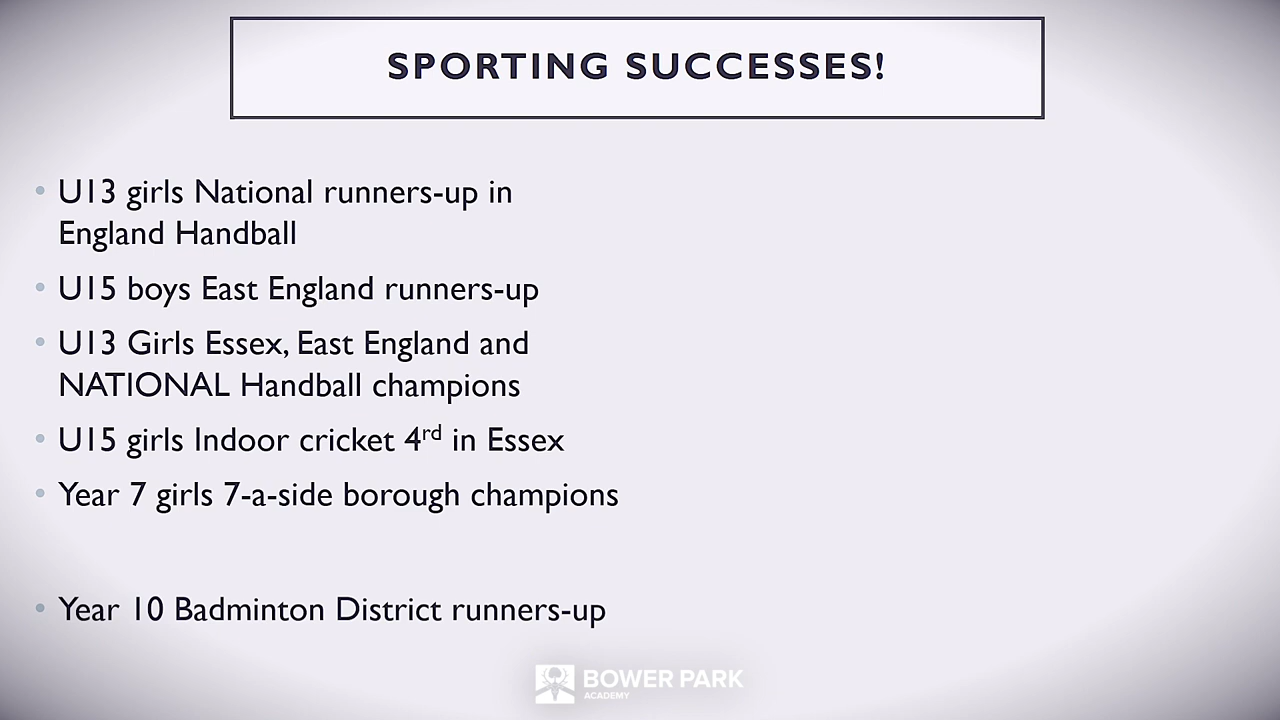 SPORTING SUCCESSES!
• U13 girls National runners-up in
England Handball
• U15 boys East England runners-up
• U13 Girls Essex, East England and
NATIONAL Handball champions
• U15 girls Indoor cricket 4rd in Essex
• Year 7 girls 7-a-side borough champions
• Year 10 Badminton District runners-up
BOWER PARK
ACADEMY